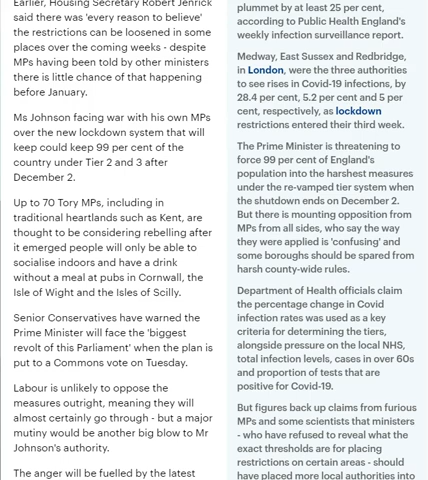 Earlier, Housing Secretary Robert Jenrick
said there was 'every reason to believe'
the restrictions can be loosened in some
places over the coming weeks - despite
MPs having been told by other ministers
there is little chance of that happening
before January.
Ms Johnson facing war with his own MPs
over the new lockdown system that will
keep could keep 99 per cent of the
country under Tier 2 and 3 after
December 2.
Up to 70 Tory MPs, including in
traditional heartlands such as Kent, are
thought to be considering rebelling after
it emerged people will only be able to
socialise indoors and have a drink
without a meal at pubs in Cornwall, the
Isle of Wight and the Isles of Scilly.
Senior Conservatives have warned the
Prime Minister will face the 'biggest
revolt of this Parliament' when the plan is
put to a Commons vote on Tuesday.
Labour is unlikely to oppose the
measures outright, meaning they will
almost certainly go through - but a major
mutiny would be another big blow to Mr
Johnson's authority.
The anger will be fuelled by the latest
plummet by at least 25 per cent,
according to Public Health England's
weekly infection surveillance report.
Medway, East Sussex and Redbridge,
in London, were the three authorities
to see rises in Covid-19 infections, by
28.4 per cent, 5.2 per cent and 5 per
cent, respectively, as lockdown
restrictions entered their third week.
The Prime Minister is threatening to
force 99 per cent of England's
population into the harshest measures
under the re-vamped tier system when
the shutdown ends on December 2.
But there is mounting opposition from
MPs from all sides, who say the way
they were applied is 'confusing' and
some boroughs should be spared from
harsh county-wide rules.
Department of Health officials claim
the percentage change in Covid
infection rates was used as a key
criteria for determining the tiers,
alongside pressure on the local NHS,
total infection levels, cases in over 60s
and proportion of tests that are
positive for Covid-19.
But figures back up claims from furious
MPs and some scientists that ministers
- who have refused to reveal what the
exact thresholds are for placing
restrictions on certain areas - should
have placed more local authorities into